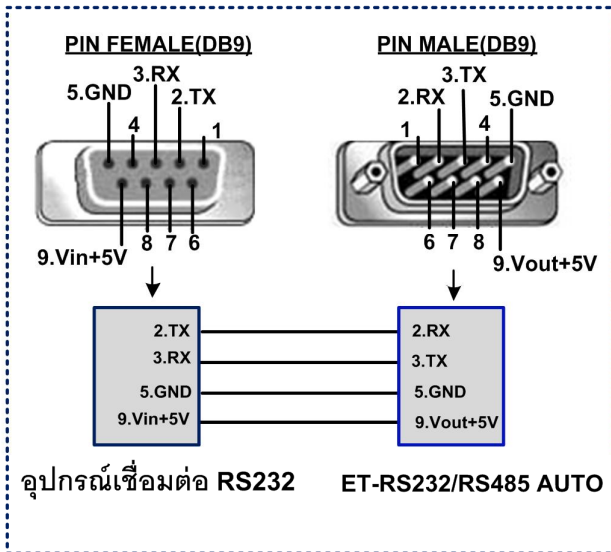 PIN FEMALE(DB9)
3.RX
5.GND
2.TX
4
1
9.Vin+5V
8
7
6
PIN MALE(DB9)
3.TX
2.RX
5.GND
1
4
6
7
8
9.Vout+5V
2.TX
3.RX
5.GND
9.Vin+5V
2.RX
3.TX
5.GND
9.Vout+5V
อุปกรณ์เชื่อมต่อ RS232
ET-RS232/RS485 AUTO